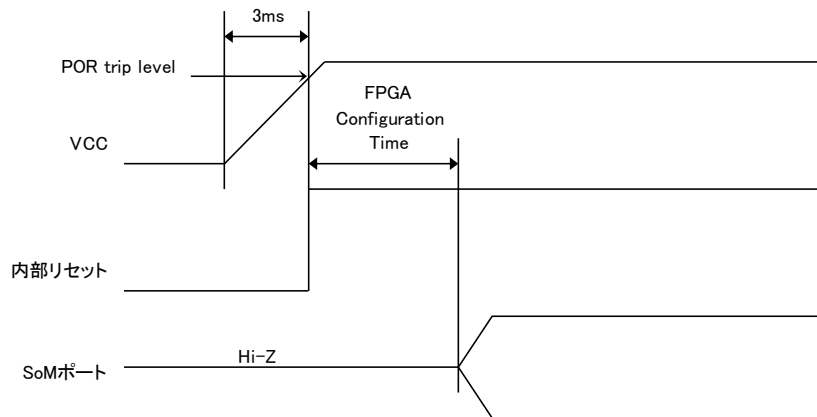 3ms
POR trip level
FPGA
Configuration
Time
VCC
内部リセット
Hi-Z
SoMポート